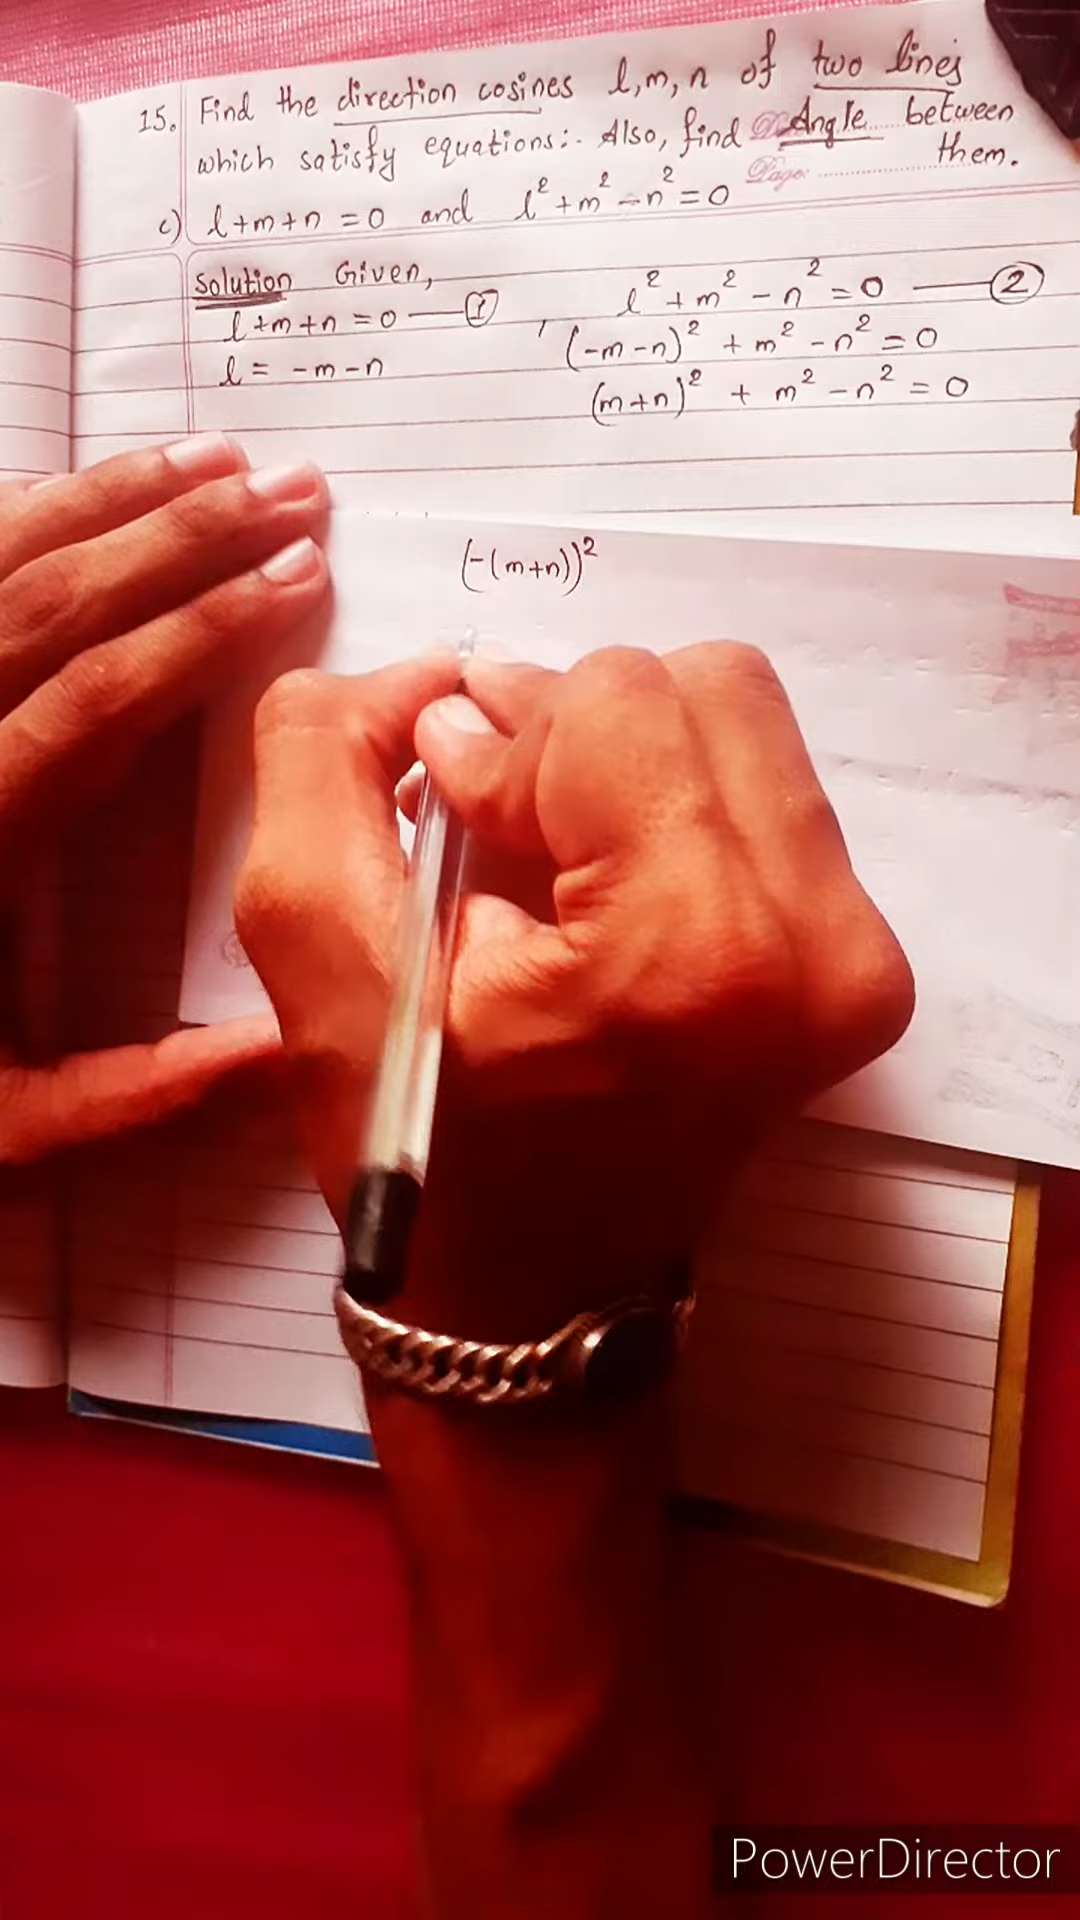 15. Find the direction cosines l, m, n of two lines
which satisfy equations:- Also, find Angle between
them.
Page:
c) l+m+n = 0 and l²+m²-n² = 0
Solution Given,
l+m+n = 0 — ①
l = -m-n
, l²+m²-n² = 0 — ②
(-m-n)² + m² - n² = 0
(m+n)² + m² - n² = 0
(-(m+n))²
PowerDirector